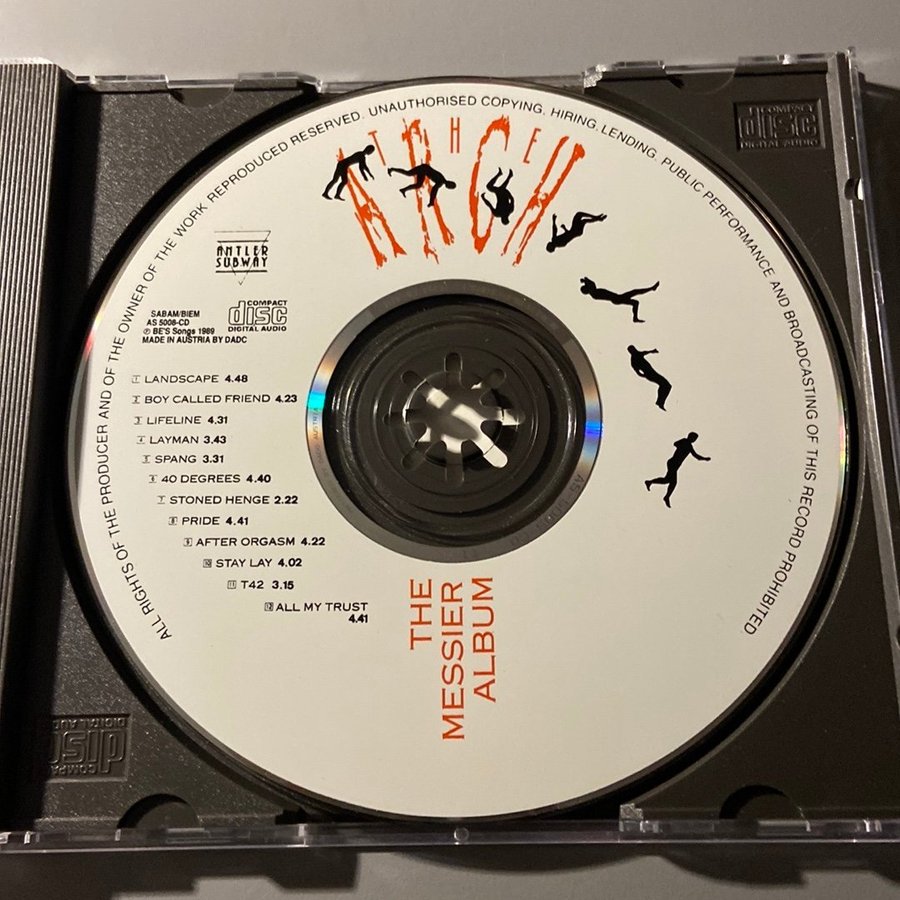 ALL RIGHTS OF THE PRODUCER AND OF THE OWNER OF THE WORK REPRODUCED RESERVED. UNAUTHORISED COPYING, HIRING, LENDING, PUBLIC PERFORMANCE AND BROADCASTING OF THIS RECORD PROHIBITED
THE
ARCH
COMPACT
disc
DIGITAL AUDIO
ANTLER
SUBWAY
SABAM/BIEM
AS 5008-CD
℗ BE'S Songs 1989
MADE IN AUSTRIA BY DADC
COMPACT
disc
DIGITAL AUDIO
1 LANDSCAPE 4.48
2 BOY CALLED FRIEND 4.23
3 LIFELINE 4.31
4 LAYMAN 3.43
5 SPANG 3.31
6 40 DEGREES 4.40
7 STONED HENGE 2.22
8 PRIDE 4.41
9 AFTER ORGASM 4.22
10 STAY LAY 4.02
11 T42 3.15
12 ALL MY TRUST
4.41
THE
MESSIER
ALBUM
COMPA
disc
DIGITAL AUD